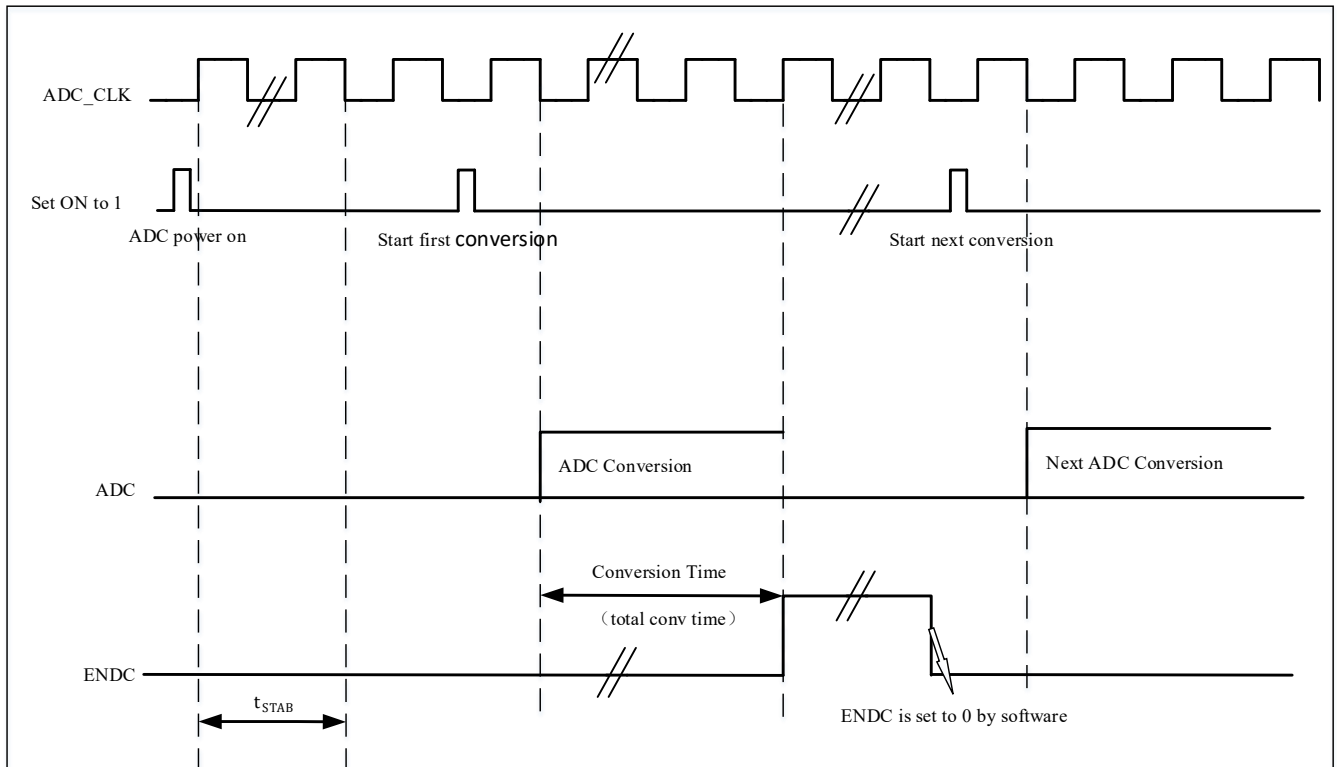 ADC_CLK
Set ON to 1
ADC power on
Start first conversion
Start next conversion
ADC Conversion
Next ADC Conversion
ADC
Conversion Time
（total conv time）
ENDC
tSTAB
ENDC is set to 0 by software